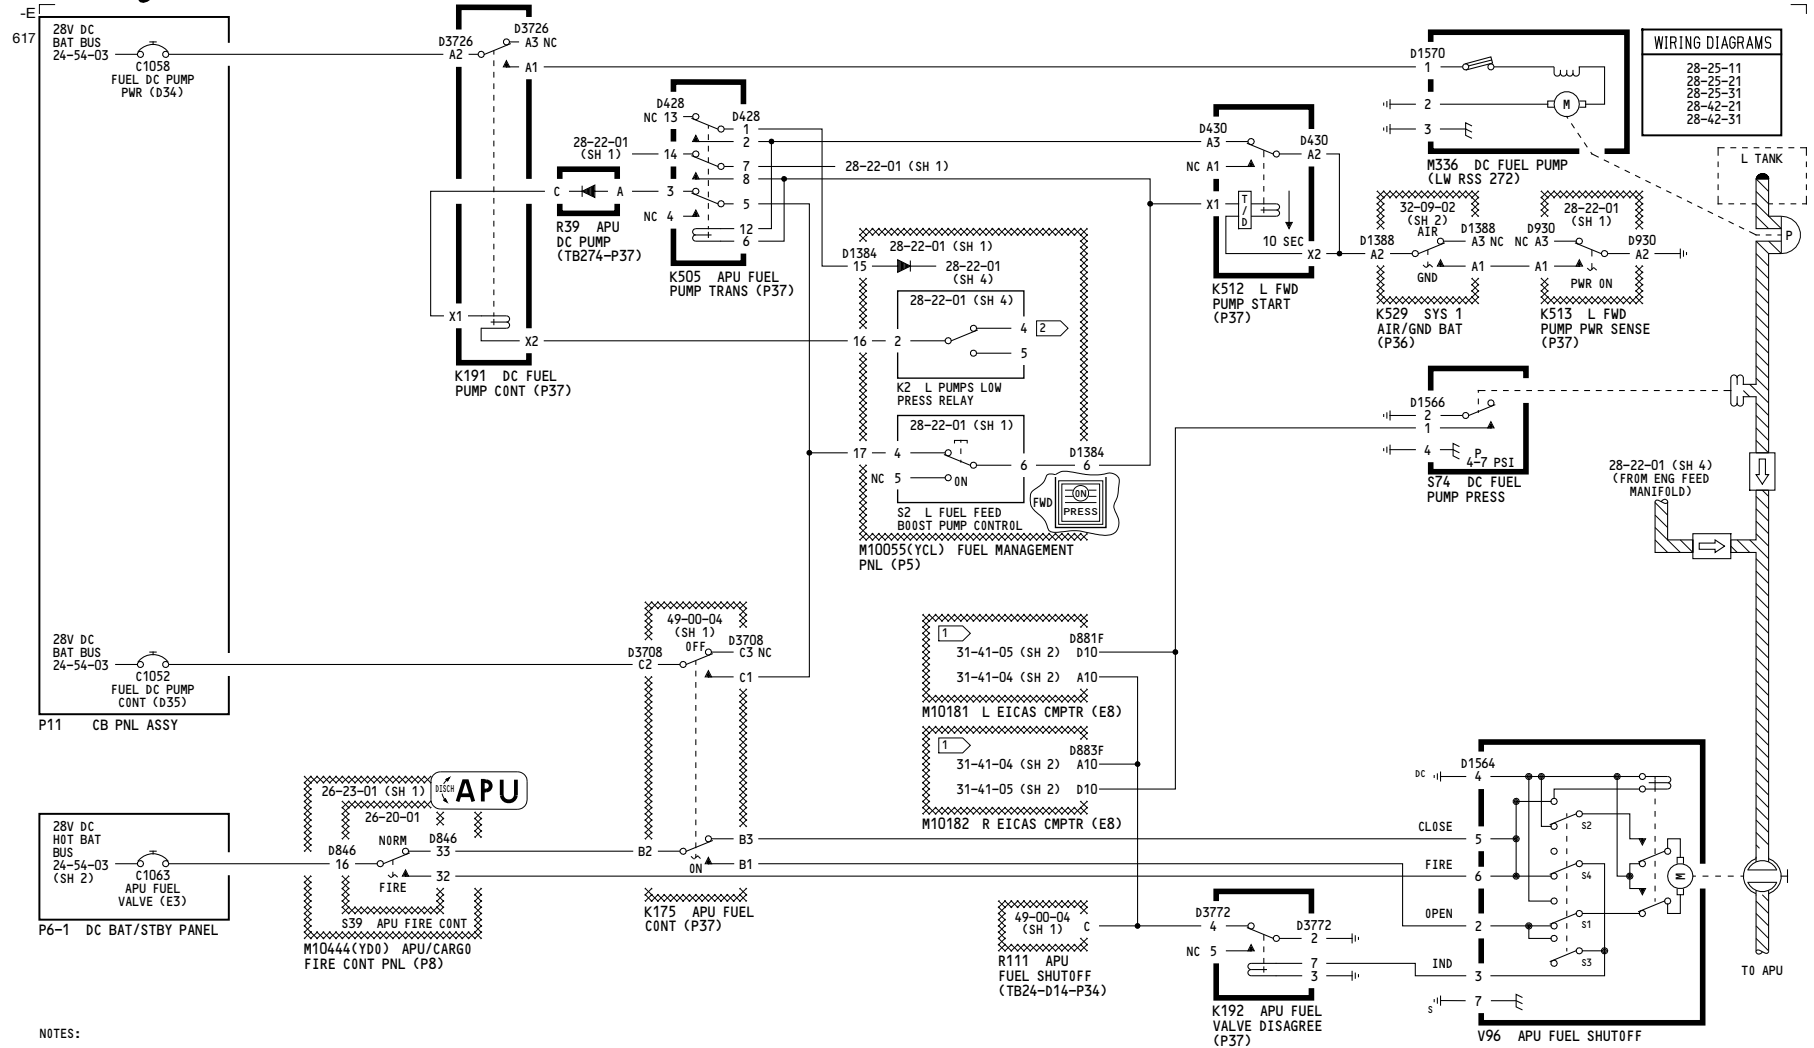 -E
617
28V DC
BAT BUS
24-54-03
C1058
FUEL DC PUMP
PWR (D34)
D3726
A2
D3726
A3 NC
A1
D428
NC 13
D428
1
2
28-22-01
(SH 1)
14
7
28-22-01 (SH 1)
8
C
A
3
5
NC 4
12
6
R39 APU
DC PUMP
(TB274-P37)
K505 APU FUEL
PUMP TRANS (P37)
X1
X2
K191 DC FUEL
PUMP CONT (P37)
D1384
15
28-22-01 (SH 1)
28-22-01
(SH 4)
28-22-01 (SH 4)
16
2
4
2
5
K2 L PUMPS LOW
PRESS RELAY
28-22-01 (SH 1)
17
4
6
D1384
6
NC 5
ON
S2 L FUEL FEED
BOOST PUMP CONTROL
FWD
ON
PRESS
M10055(YCL) FUEL MANAGEMENT
PNL (P5)
D430
A3
D430
A2
NC A1
X1
T/D
10 SEC
X2
K512 L FWD
PUMP START
(P37)
D1570
1
2
3
M
M336 DC FUEL PUMP
(LW RSS 272)
WIRING DIAGRAMS
28-25-11
28-25-21
28-25-31
28-42-21
28-42-31
32-09-02
(SH 2)
AIR
D1388
A2
D1388
A3 NC
A1
GND
K529 SYS 1
AIR/GND BAT
(P36)
28-22-01
(SH 1)
D930
NC A3
D930
A2
A1
PWR ON
K513 L FWD
PUMP PWR SENSE
(P37)
L TANK
P
D1566
2
1
4
P
4-7 PSI
S74 DC FUEL
PUMP PRESS
28-22-01 (SH 4)
(FROM ENG FEED
MANIFOLD)
28V DC
BAT BUS
24-54-03
C1052
FUEL DC PUMP
CONT (D35)
P11 CB PNL ASSY
49-00-04
(SH 1)
OFF
D3708
C2
D3708
C3 NC
C1
B2
B3
B1
ON
K175 APU FUEL
CONT (P37)
1
D881F
31-41-05 (SH 2) D10
31-41-04 (SH 2) A10
M10181 L EICAS CMPTR (E8)
1
D883F
31-41-04 (SH 2) A10
31-41-05 (SH 2) D10
M10182 R EICAS CMPTR (E8)
28V DC
HOT BAT
BUS
24-54-03
(SH 2)
C1063
APU FUEL
VALVE (E3)
P6-1 DC BAT/STBY PANEL
26-23-01 (SH 1)
DISCH
APU
26-20-01
NORM
D846
16
D846
33
32
FIRE
S39 APU FIRE CONT
M10444(YDO) APU/CARGO
FIRE CONT PNL (P8)
49-00-04
(SH 1)
C
R111 APU
FUEL SHUTOFF
(TB24-D14-P34)
D3772
4
D3772
2
NC 5
7
3
K192 APU FUEL
VALVE DISAGREE
(P37)
D1564
DC
4
CLOSE
5
FIRE
6
OPEN
2
IND
3
S
7
S2
S4
S1
S3
M
V96 APU FUEL SHUTOFF
TO APU
NOTES: